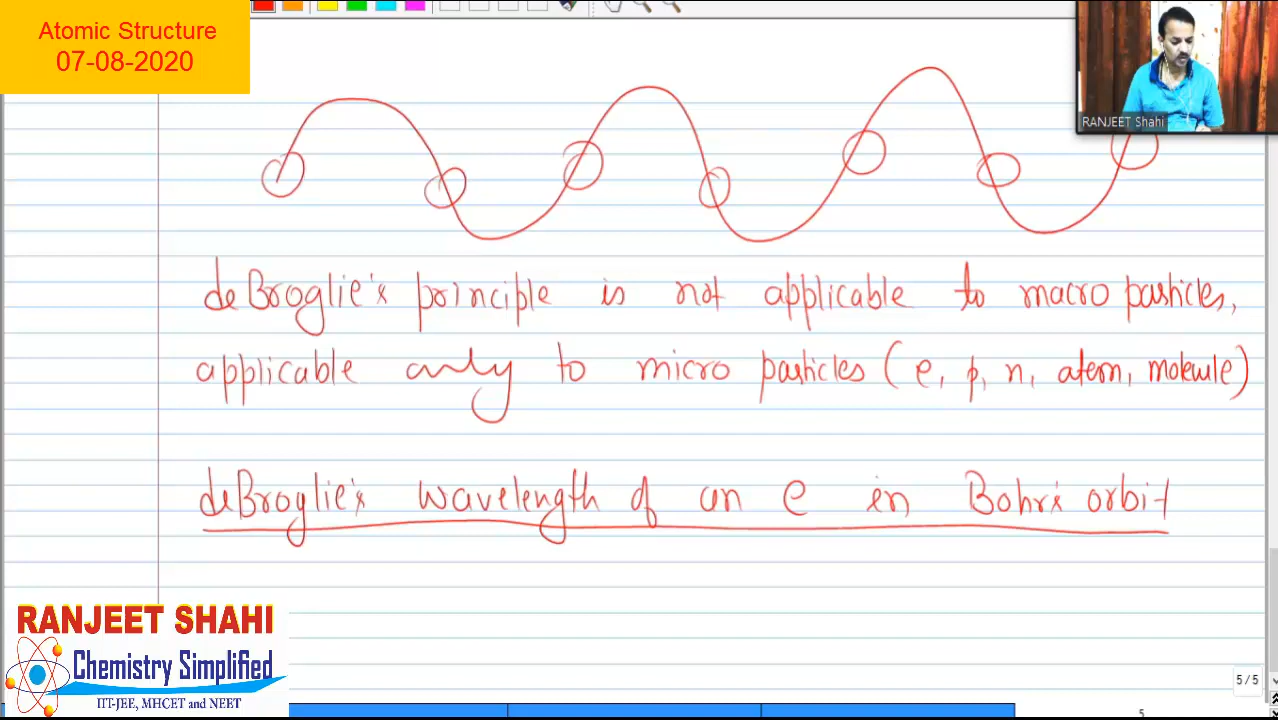 Atomic Structure
07-08-2020
RANJEET Shahi
deBroglie's principle is not applicable to macro particles,
applicable only to micro particles (e, p, n, atom, molecule)
deBroglie's wavelength of an e in Bohr's orbit
RANJEET SHAHI
Chemistry Simplified
IIT-JEE, MHCET and NEET
5 / 5
5